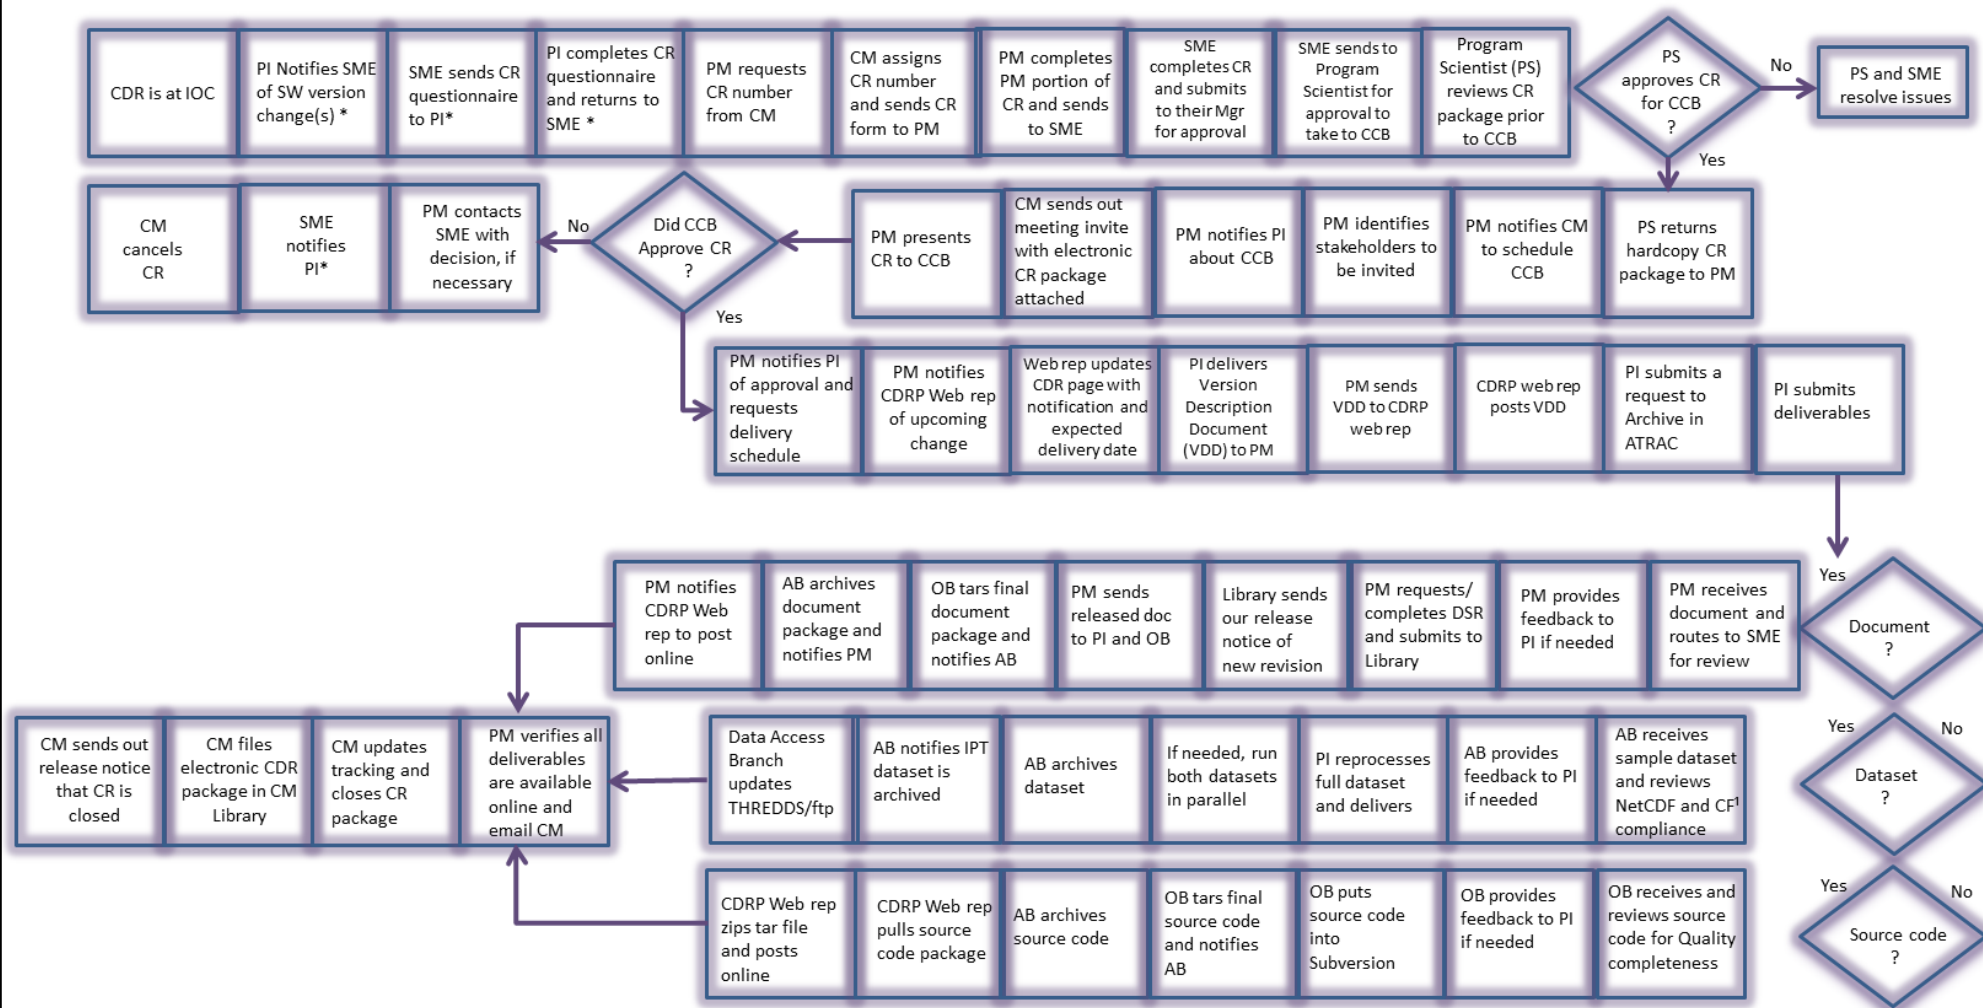 CDR is at IOC
PI Notifies SME
of SW version
change(s) *
SME sends CR
questionnaire
to PI*
PI completes CR
questionnaire
and returns to
SME *
PM requests
CR number
from CM
CM assigns
CR number
and sends CR
form to PM
PM completes
PM portion of
CR and sends
to SME
SME
completes CR
and submits
to their Mgr
for approval
SME sends to
Program
Scientist for
approval to
take to CCB
Program
Scientist (PS)
reviews CR
package prior
to CCB
PS
approves CR
for CCB
?
No
PS and SME
resolve issues
Yes
PS returns
hardcopy CR
package to PM
PM notifies CM
to schedule
CCB
PM identifies
stakeholders to
be invited
PM notifies PI
about CCB
CM sends out
meeting invite
with electronic
CR package
attached
PM presents
CR to CCB
Did CCB
Approve CR
?
No
PM contacts
SME with
decision, if
necessary
SME
notifies
PI*
CM
cancels
CR
Yes
PM notifies PI
of approval and
requests
delivery
schedule
PM notifies
CDRP Web rep
of upcoming
change
Web rep updates
CDR page with
notification and
expected
delivery date
PI delivers
Version
Description
Document
(VDD) to PM
PM sends
VDD to CDRP
web rep
CDRP web rep
posts VDD
PI submits a
request to
Archive in
ATRAC
PI submits
deliverables
Document
?
Yes
PM receives
document and
routes to SME
for review
PM provides
feedback to
PI if needed
PM requests/
completes DSR
and submits to
Library
Library sends
our release
notice of
new revision
PM sends
released doc
to PI and OB
OB tars final
document
package and
notifies AB
AB archives
document
package and
notifies PM
PM notifies
CDRP Web
rep to post
online
No
Dataset
?
Yes
AB receives
sample dataset
and reviews
NetCDF and CF¹
compliance
AB provides
feedback to PI
if needed
PI reprocesses
full dataset
and delivers
If needed, run
both datasets
in parallel
AB archives
dataset
AB notifies IPT
dataset is
archived
Data Access
Branch
updates
THREDDS/ftp
PM verifies all
deliverables
are available
online and
email CM
CM updates
tracking and
closes CR
package
CM files
electronic CDR
package in CM
Library
CM sends out
release notice
that CR is
closed
No
Source code
?
Yes
OB receives and
reviews source
code for Quality
completeness
OB provides
feedback to PI
if needed
OB puts
source code
into
Subversion
OB tars final
source code
and notifies
AB
AB archives
source code
CDRP Web rep
pulls source
code package
CDRP Web rep
zips tar file
and posts
online